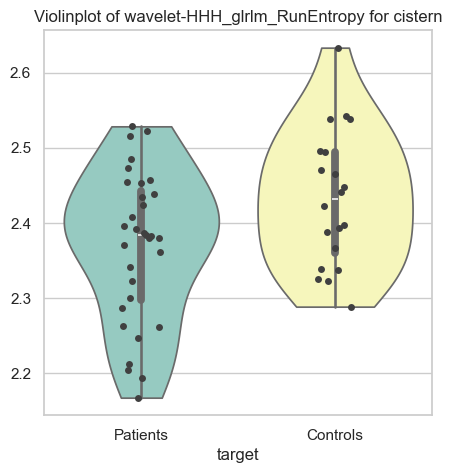 Violinplot of wavelet-HHH_glrlm_RunEntropy for cistern
2.6
2.5
2.4
2.3
2.2
Patients Controls
target